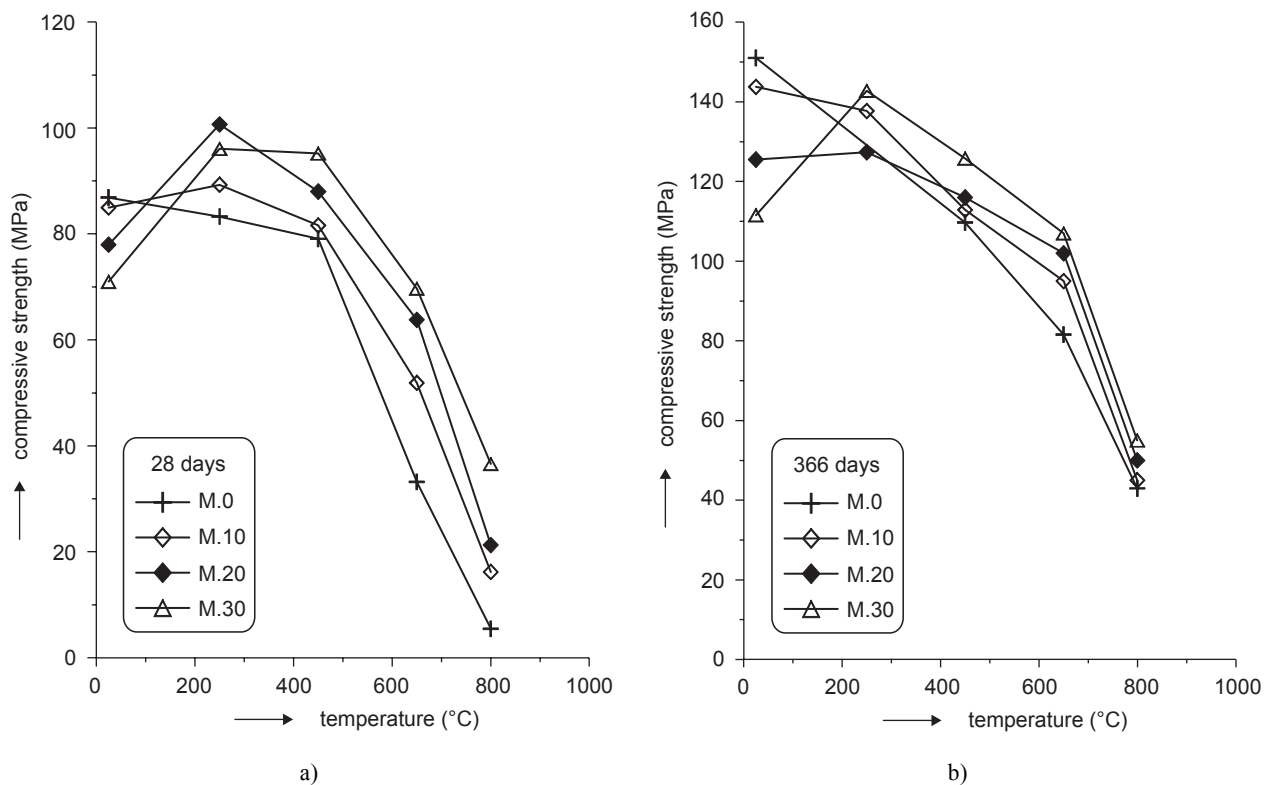 120
100
80
60
40
20
0
compressive strength (MPa)
28 days
M.0
M.10
M.20
M.30
0 200 400 600 800 1000
temperature (°C)
a)
160
140
120
100
80
60
40
20
0
compressive strength (MPa)
366 days
M.0
M.10
M.20
M.30
0 200 400 600 800 1000
temperature (°C)
b)